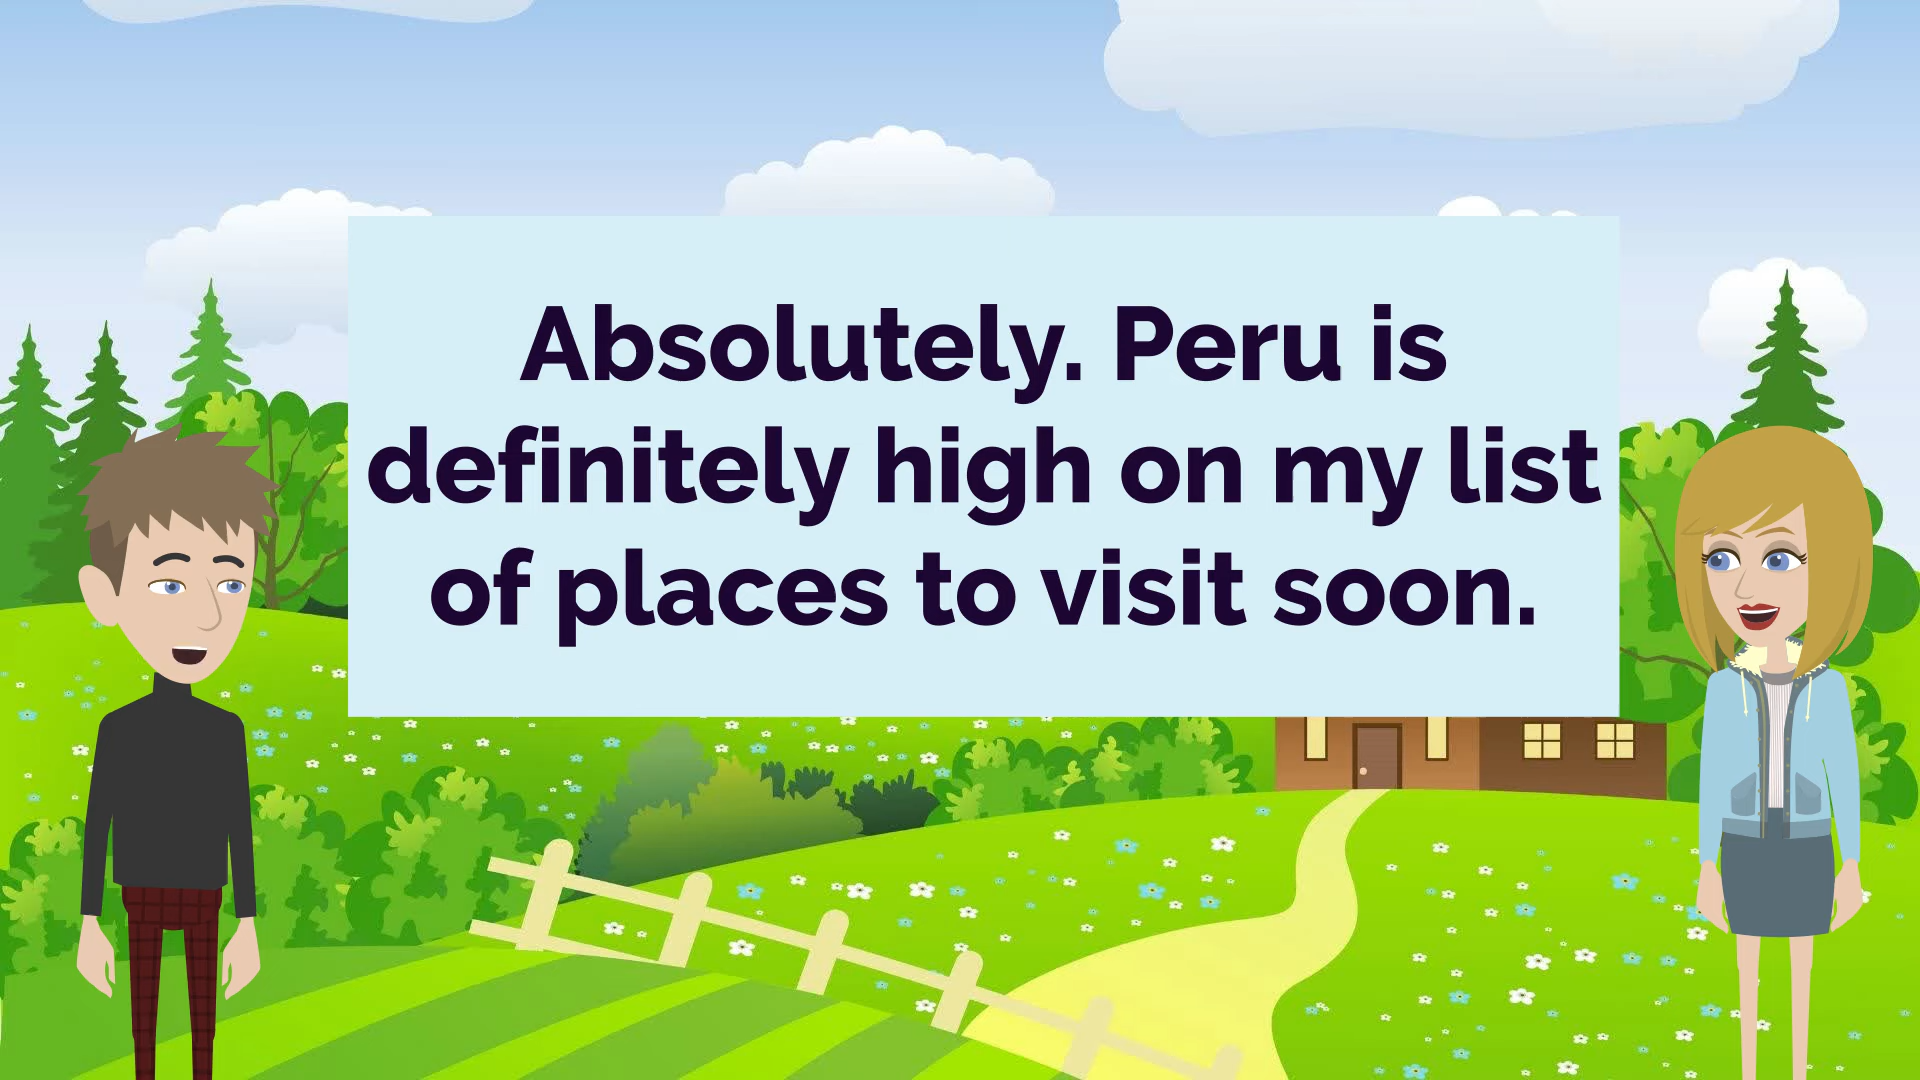 Absolutely. Peru is
definitely high on my list
of places to visit soon.